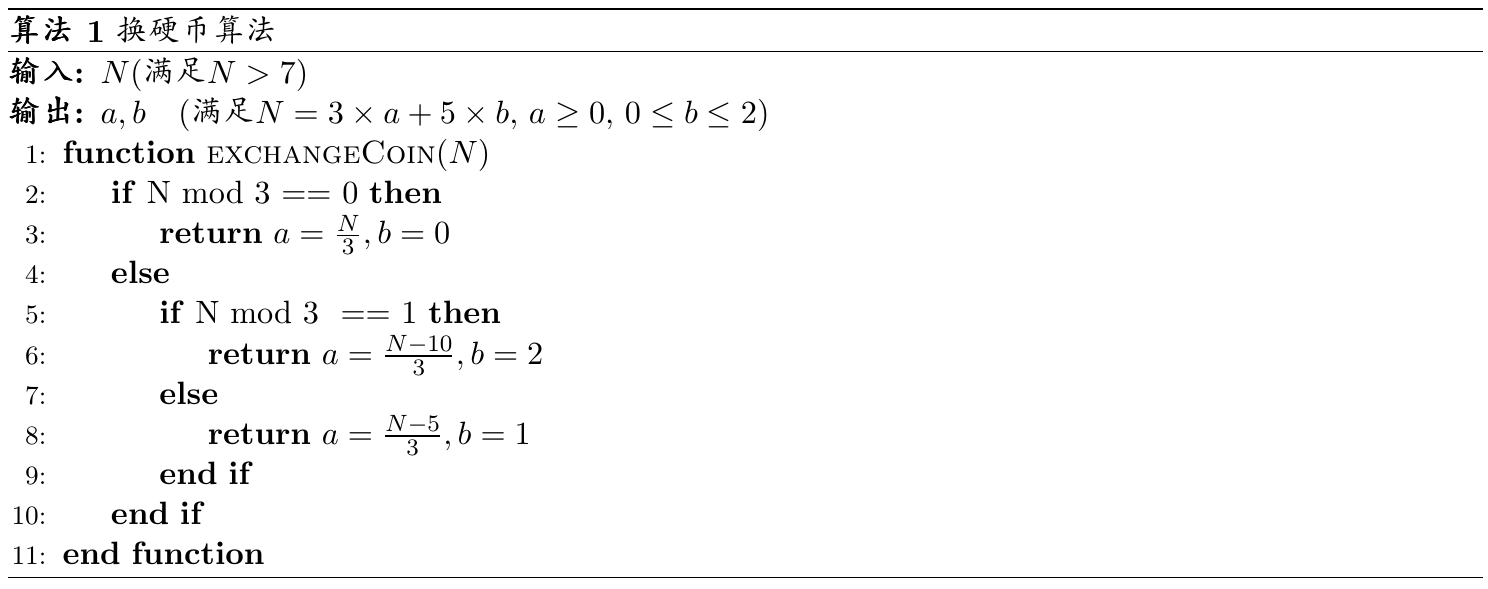 算法 1 换硬币算法
输入: N(满足N > 7)
输出: a, b (满足N = 3 × a + 5 × b, a ≥ 0, 0 ≤ b ≤ 2)
1: function EXCHANGECOIN(N)
2: if N mod 3 == 0 then
3: return a = \frac{N}{3}, b = 0
4: else
5: if N mod 3 == 1 then
6: return a = \frac{N-10}{3}, b = 2
7: else
8: return a = \frac{N-5}{3}, b = 1
9: end if
10: end if
11: end function